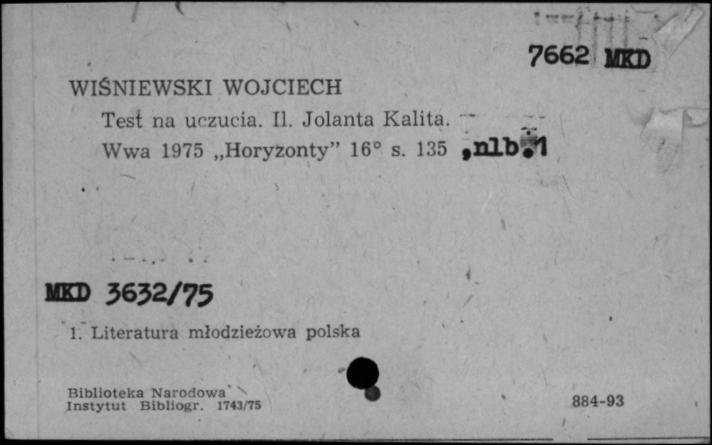 7662 MKD
WIŚNIEWSKI WOJCIECH
Test na uczucia. Il. Jolanta Kalita.
Wwa 1975 „Horyzonty” 16° s. 135 ,nlb.1
MKD 3632/75
1. Literatura młodzieżowa polska
Biblioteka Narodowa
Instytut Bibliogr. 1743/75
884-93